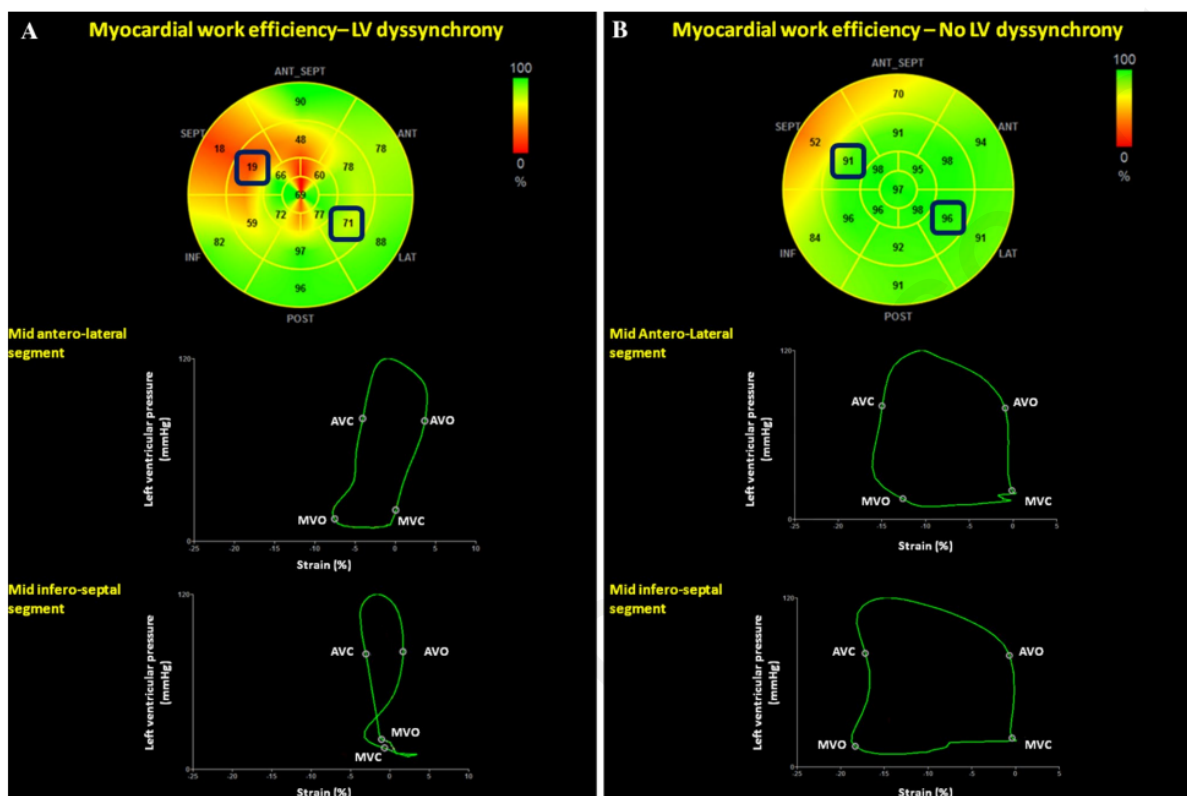 A
Myocardial work efficiency– LV dyssynchrony
ANT_SEPT
SEPT
ANT
INF
LAT
POST
90
18
48
78
19
66
60
78
69
72
77
71
59
82
97
88
96
100
0
%
Mid antero-lateral
segment
Left ventricular pressure
[mmHg)
120
0
AVC
AVO
MVO
MVC
-25
-20
-15
-10
-5
0
5
10
Strain (%)
Mid infero-septal
segment
Left ventricular pressure
[mmHg)
120
0
AVC
AVO
MVO
MVC
-25
-20
-15
-10
-5
0
5
10
Strain (%)
B
Myocardial work efficiency – No LV dyssynchrony
ANT_SEPT
SEPT
ANT
INF
LAT
POST
70
52
91
94
91
98
95
98
97
96
98
96
96
84
92
91
91
100
0
%
Mid Antero-Lateral
segment
Left ventricular pressure
[mmHg)
120
0
AVC
AVO
MVO
MVC
-25
-20
-15
-10
-5
0
5
Strain (%)
Mid infero-septal
segment
Left ventricular pressure
[mmHg)
120
0
AVC
AVO
MVO
MVC
-25
-20
-15
-10
-5
0
5
Strain (%)